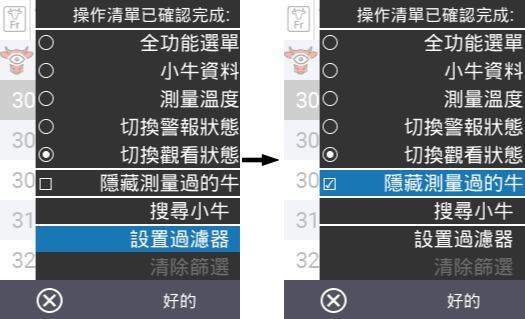 Fr
操作清單已確認完成:
全功能選單
小牛資料
30
測量溫度
30
切換警報狀態
切換觀看狀態
30
隱藏測量過的牛
31
搜尋小牛
設置過濾器
32
清除篩選
好的
Fr
操作清單已確認完成:
全功能選單
小牛資料
30
測量溫度
30
切換警報狀態
切換觀看狀態
30
隱藏測量過的牛
31
搜尋小牛
設置過濾器
32
清除篩選
好的